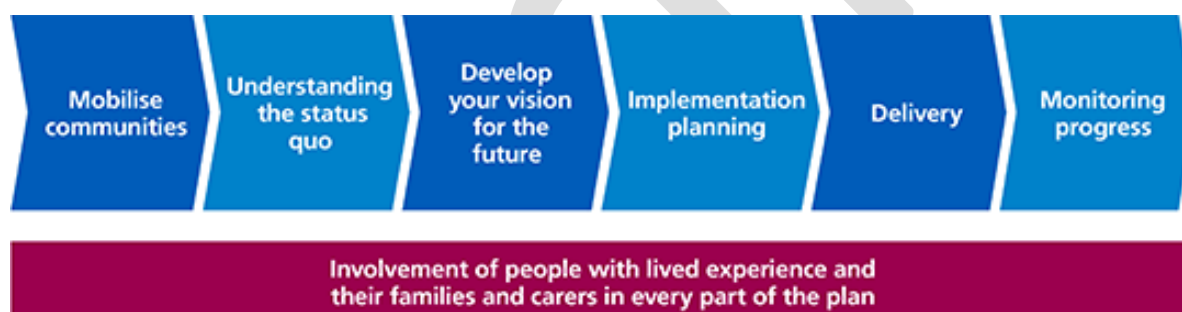 Mobilise
communities
Understanding
the status
quo
Develop
your vision
for the
future
Implementation
planning
Delivery
Monitoring
progress
Involvement of people with lived experience and
their families and carers in every part of the plan